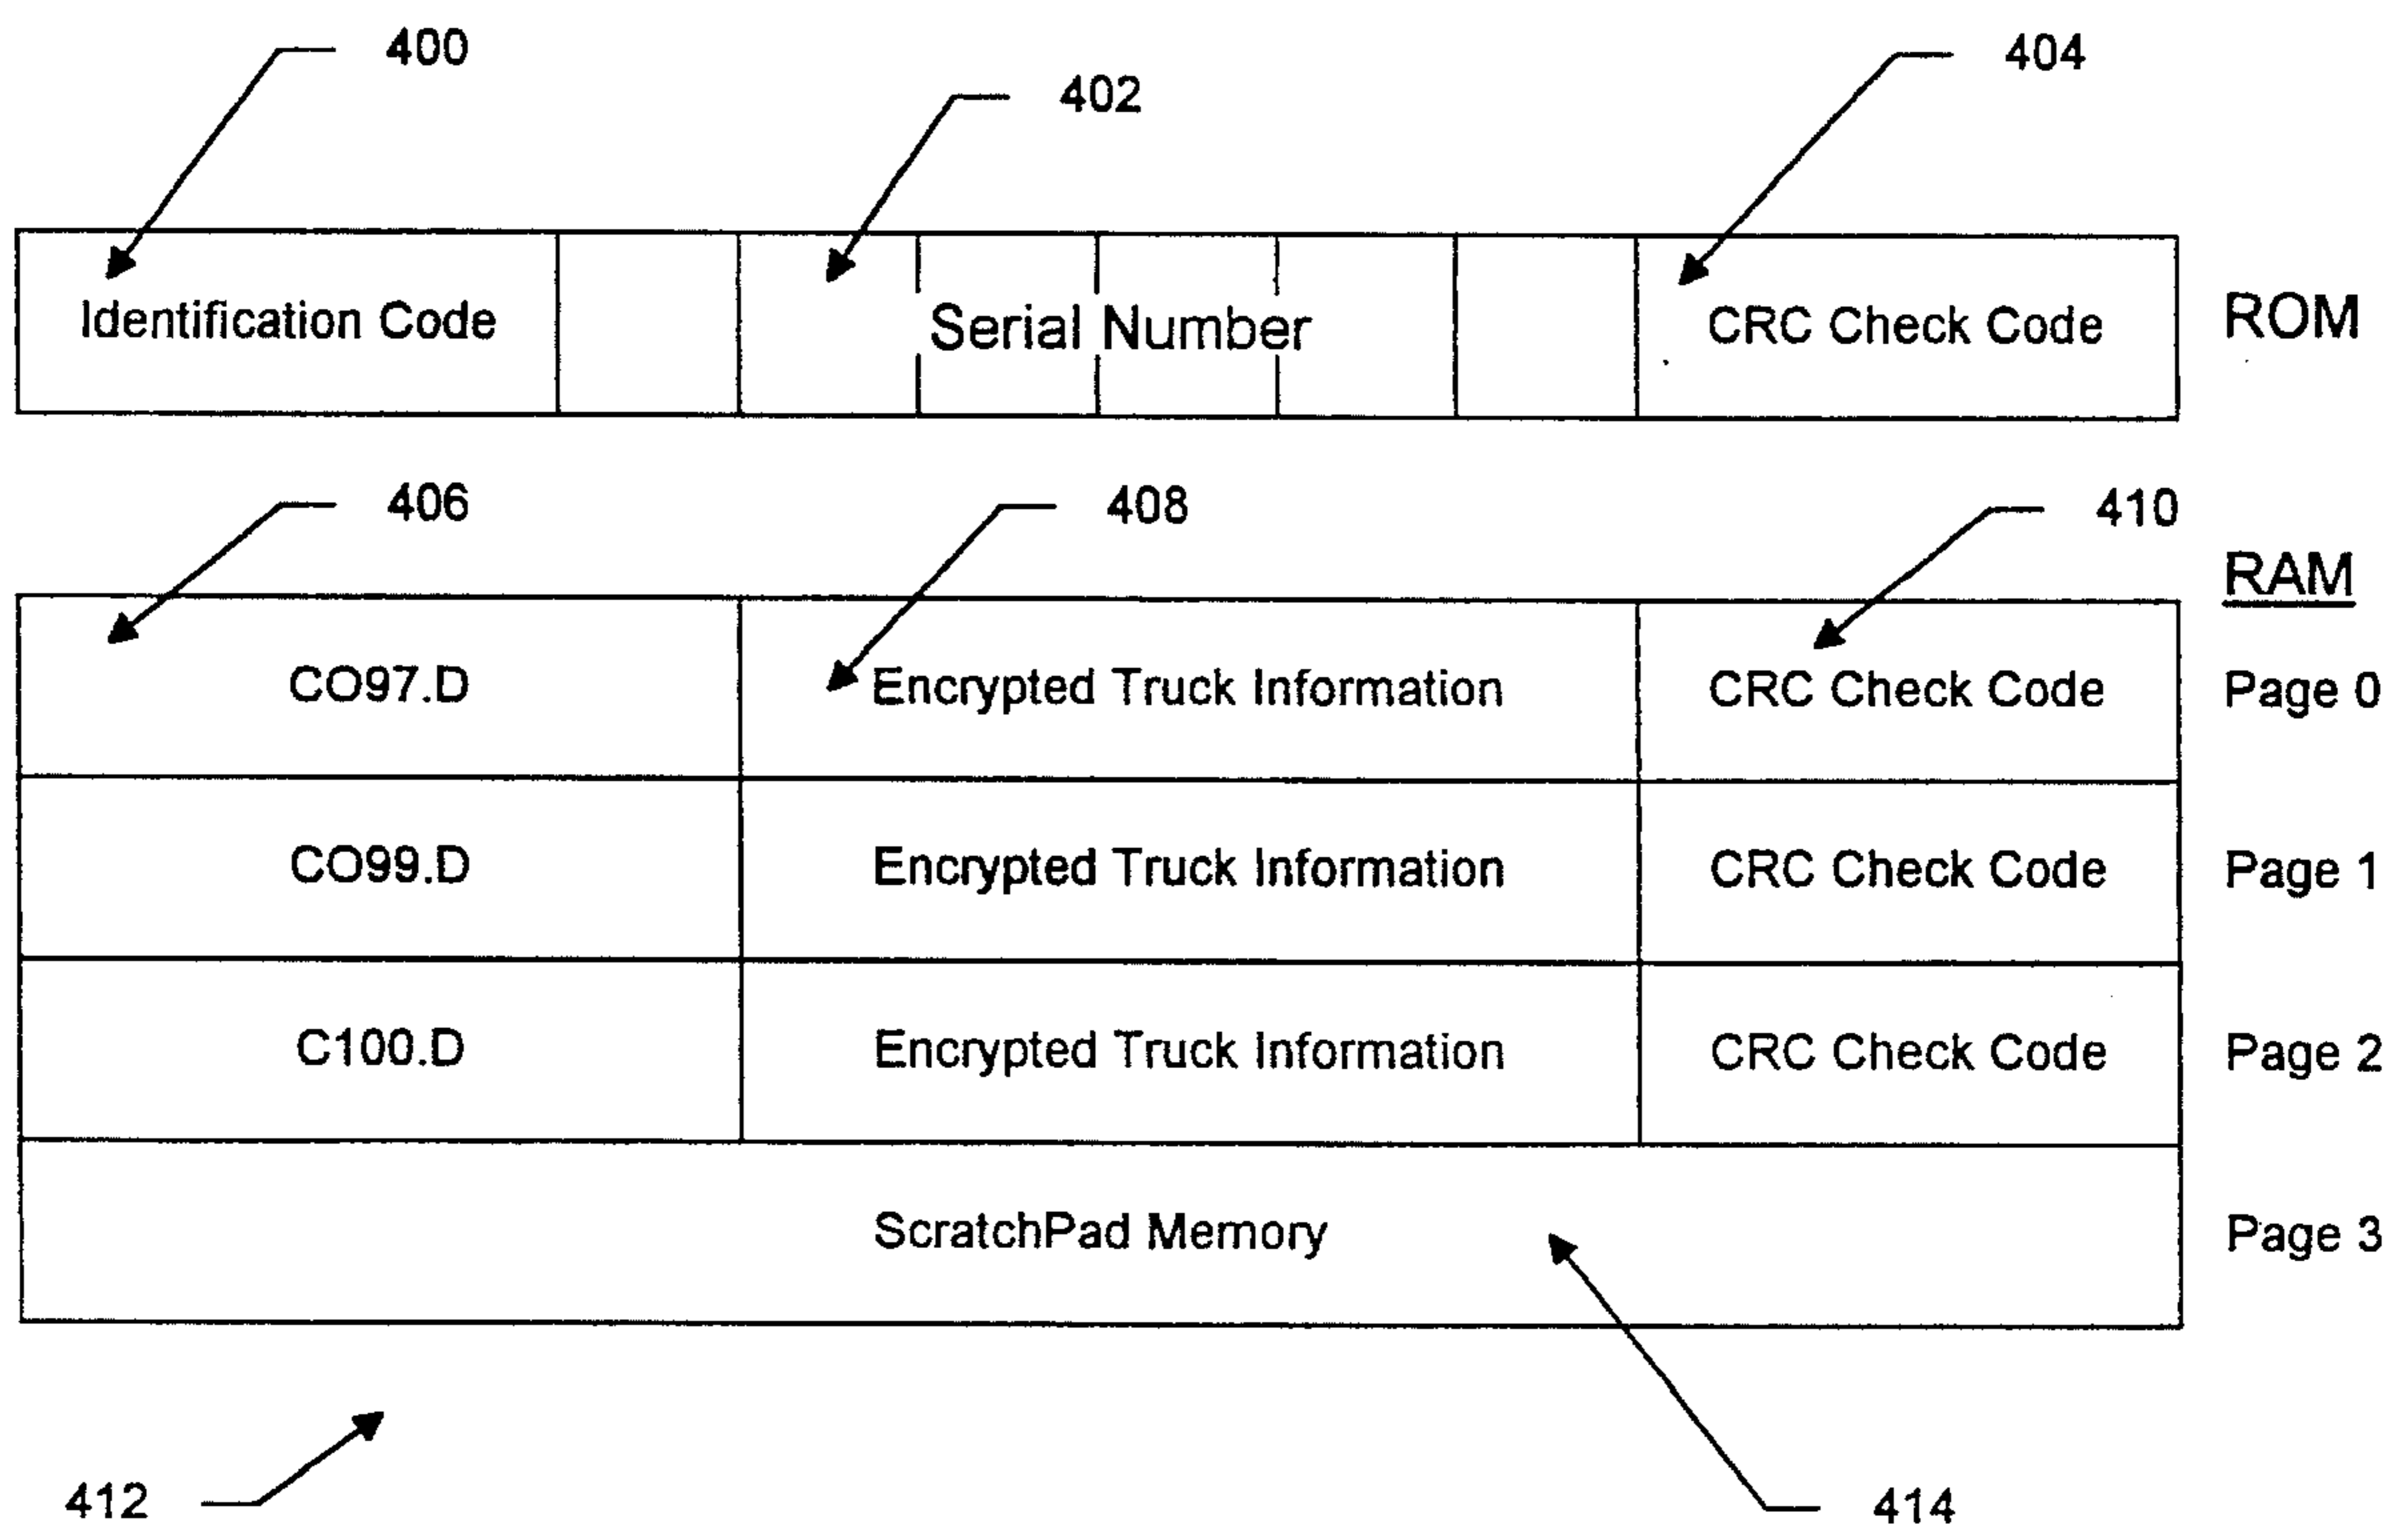 400
404
402
Identification Code
Serial Number
CRC Check Code
ROM
406
408
410
RAM
CO97.D
Encrypted Truck Information
CRC Check Code
Page 0
CO99.D
Encrypted Truck Information
CRC Check Code
Page 1
C100.D
Encrypted Truck Information
CRC Check Code
Page 2
ScratchPad Memory
Page 3
412
414